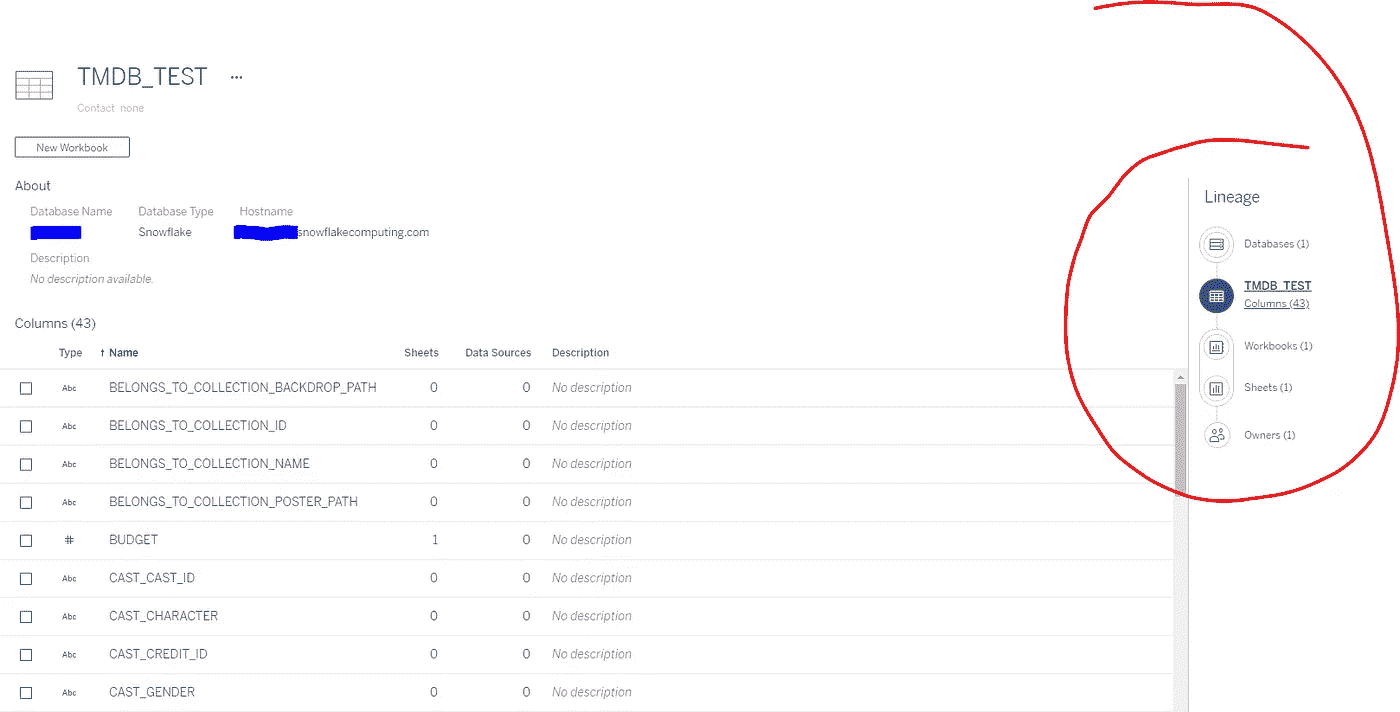 TMDB_TEST ...
Contact none
New Workbook
About
Database Name Database Type Hostname
Snowflake snowflakecomputing.com
Description
No description available.
Columns (43)
Type ↑ Name Sheets Data Sources Description
Abc BELONGS_TO_COLLECTION_BACKDROP_PATH 0 0 No description
Abc BELONGS_TO_COLLECTION_ID 0 0 No description
Abc BELONGS_TO_COLLECTION_NAME 0 0 No description
Abc BELONGS_TO_COLLECTION_POSTER_PATH 0 0 No description
# BUDGET 1 0 No description
Abc CAST_CAST_ID 0 0 No description
Abc CAST_CHARACTER 0 0 No description
Abc CAST_CREDIT_ID 0 0 No description
Abc CAST_GENDER 0 0 No description
Lineage
Databases (1)
TMDB_TEST
Columns (43)
Workbooks (1)
Sheets (1)
Owners (1)